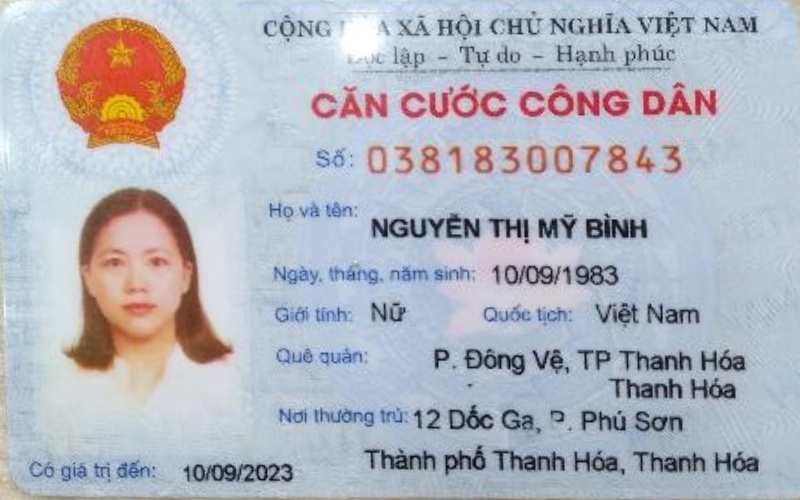 CỘNG HÒA XÃ HỘI CHỦ NGHĨA VIỆT NAM
Độc lập - Tự do - Hạnh phúc
CĂN CƯỚC CÔNG DÂN
Số: 038183007843
Họ và tên: NGUYỄN THỊ MỸ BÌNH
Ngày, tháng, năm sinh: 10/09/1983
Giới tính: Nữ Quốc tịch: Việt Nam
Quê quán: P. Đông Vệ, TP Thanh Hóa
Thanh Hóa
Nơi thường trú: 12 Dốc Ga, P. Phú Sơn
Thành phố Thanh Hóa, Thanh Hóa
Có giá trị đến: 10/09/2023